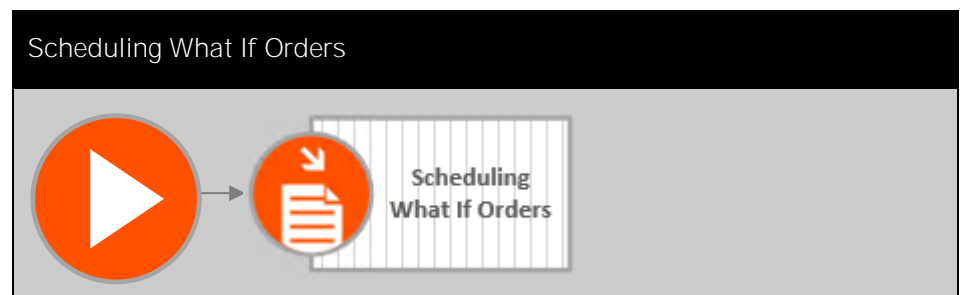 Scheduling What If Orders
Scheduling
What If Orders